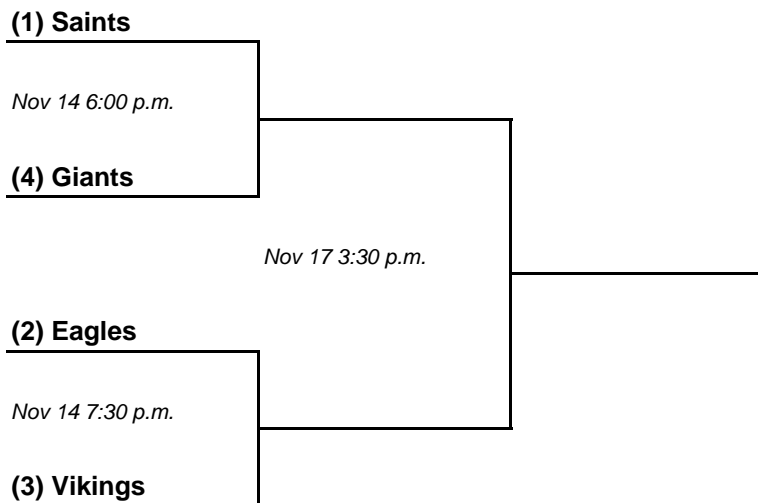 (1) Saints
Nov 14 6:00 p.m.
(4) Giants
Nov 17 3:30 p.m.
(2) Eagles
Nov 14 7:30 p.m.
(3) Vikings